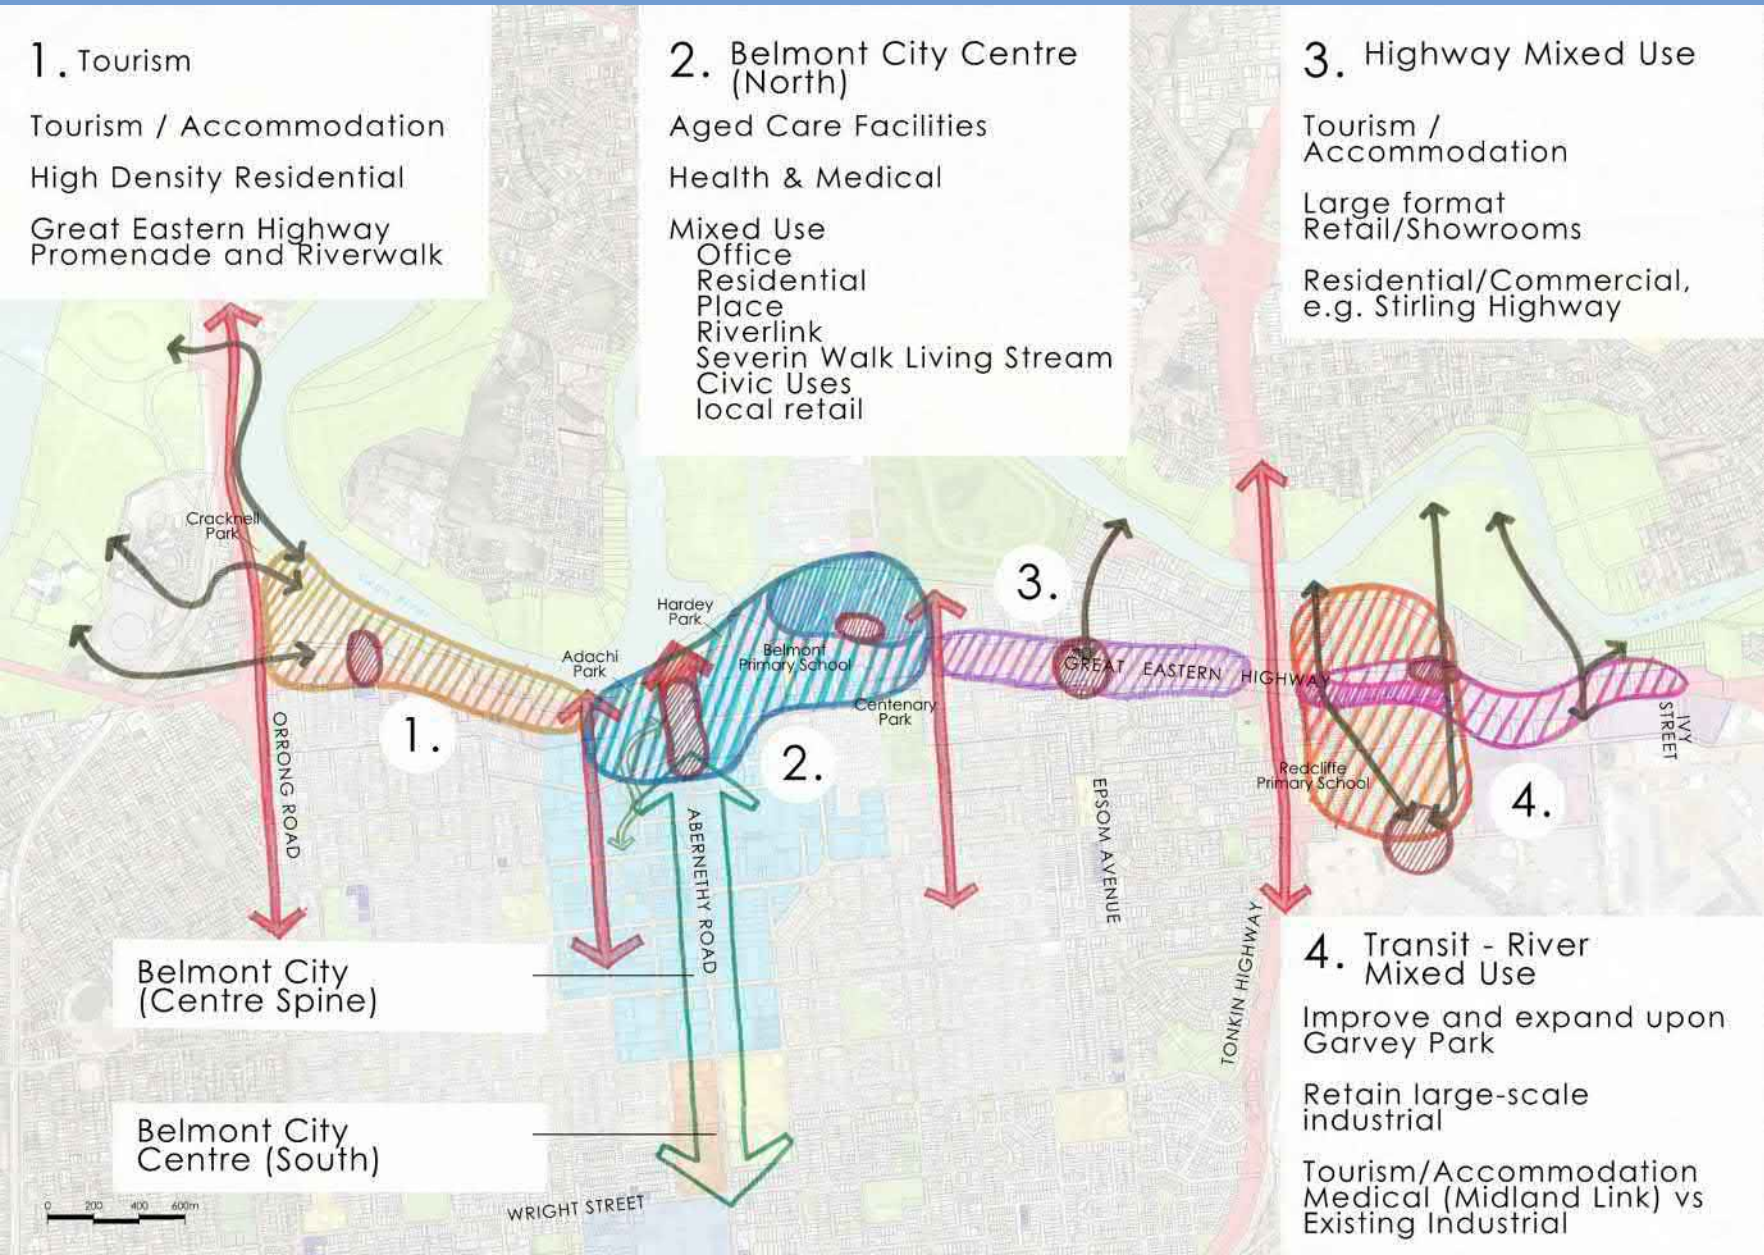 1. Tourism
Tourism / Accommodation
High Density Residential
Great Eastern Highway
Promenade and Riverwalk
2. Belmont City Centre
(North)
Aged Care Facilities
Health & Medical
Mixed Use
Office
Residential
Place
Riverlink
Severin Walk Living Stream
Civic Uses
local retail
3. Highway Mixed Use
Tourism /
Accommodation
Large format
Retail/Showrooms
Residential/Commercial,
e.g. Stirling Highway
Cracknell
Park
Swan River
Hardey
Park
Adachi
Park
Belmont
Primary School
Centenary
Park
3.
GREAT EASTERN HIGHWAY
1.
2.
ORRONG ROAD
ABERNETHY ROAD
EPSOM AVENUE
TONKIN HIGHWAY
Redcliffe
Primary School
4.
IVY
STREET
Belmont City
(Centre Spine)
Belmont City
Centre (South)
WRIGHT STREET
0 200 400 600m
4. Transit - River
Mixed Use
Improve and expand upon
Garvey Park
Retain large-scale
industrial
Tourism/Accommodation
Medical (Midland Link) vs
Existing Industrial